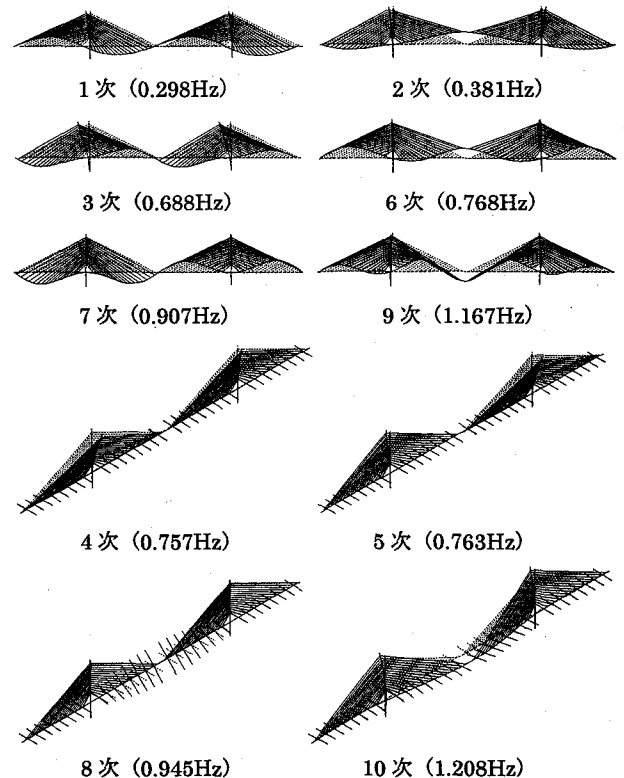 1 次（0.298Hz）
2 次（0.381Hz）
3 次（0.688Hz）
6 次（0.768Hz）
7 次（0.907Hz）
9 次（1.167Hz）
4 次（0.757Hz）
5 次（0.763Hz）
8 次（0.945Hz）
10 次（1.208Hz）